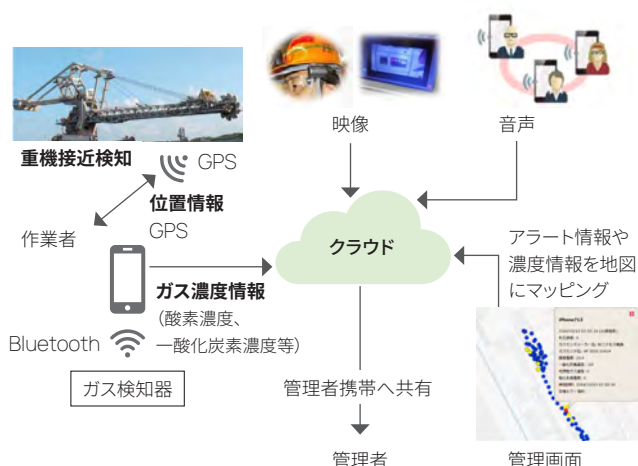 映像
音声
重機接近検知
GPS
位置情報
GPS
作業者
クラウド
アラート情報や
濃度情報を地図
にマッピング
ガス濃度情報
（酸素濃度、
一酸化炭素濃度等）
Bluetooth
ガス検知器
管理者携帯へ共有
管理者
管理画面